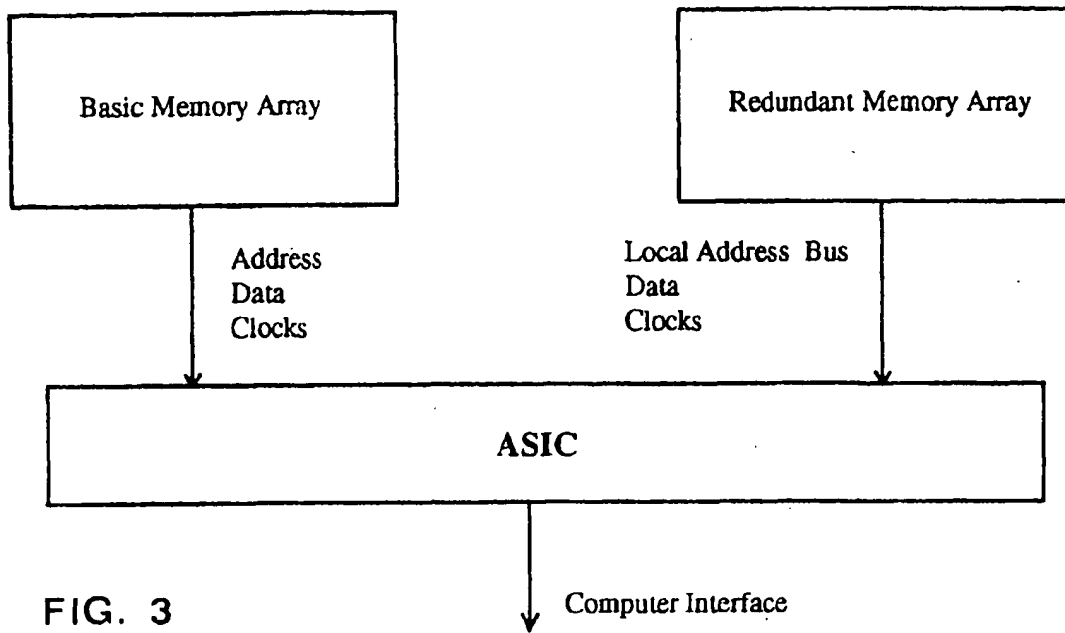 Basic Memory Array
Redundant Memory Array
Address
Data
Clocks
Local Address Bus
Data
Clocks
ASIC
Computer Interface
FIG. 3